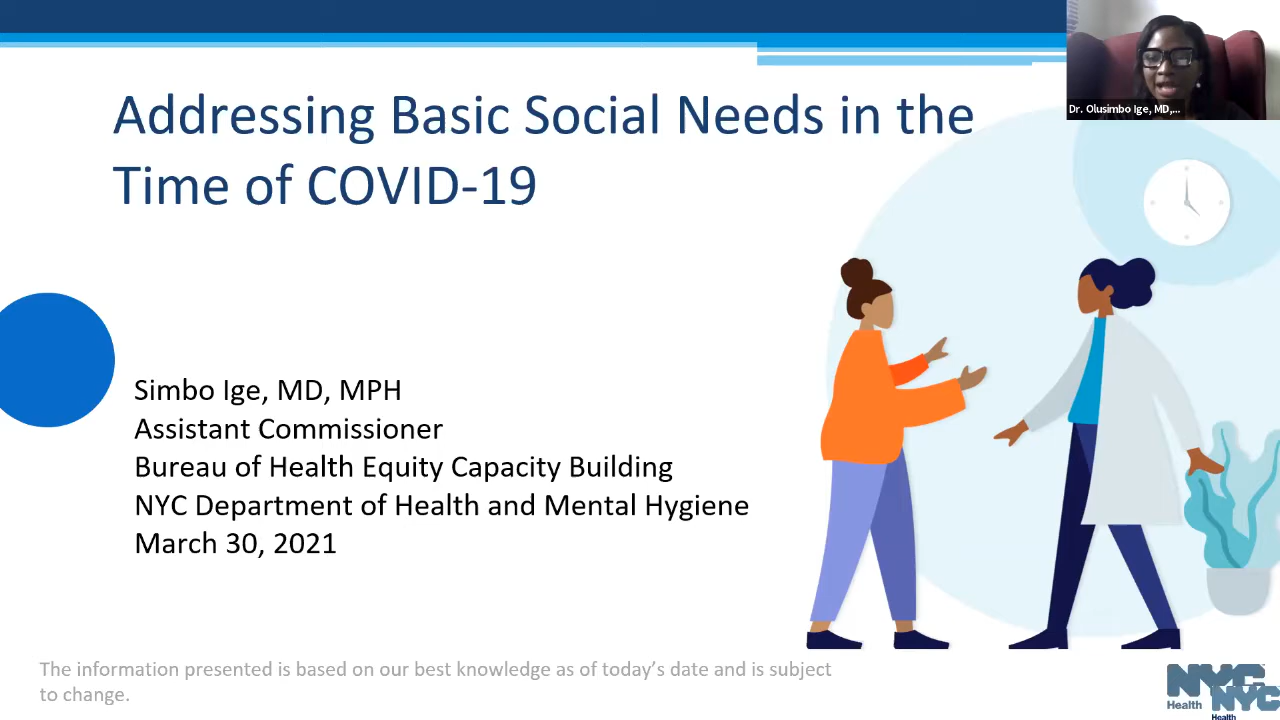 Addressing Basic Social Needs in the
Time of COVID-19
Dr. Olusimbo Ige, MD,...
Simbo Ige, MD, MPH
Assistant Commissioner
Bureau of Health Equity Capacity Building
NYC Department of Health and Mental Hygiene
March 30, 2021
The information presented is based on our best knowledge as of today's date and is subject
to change.
NYC
Health
NYC
Health